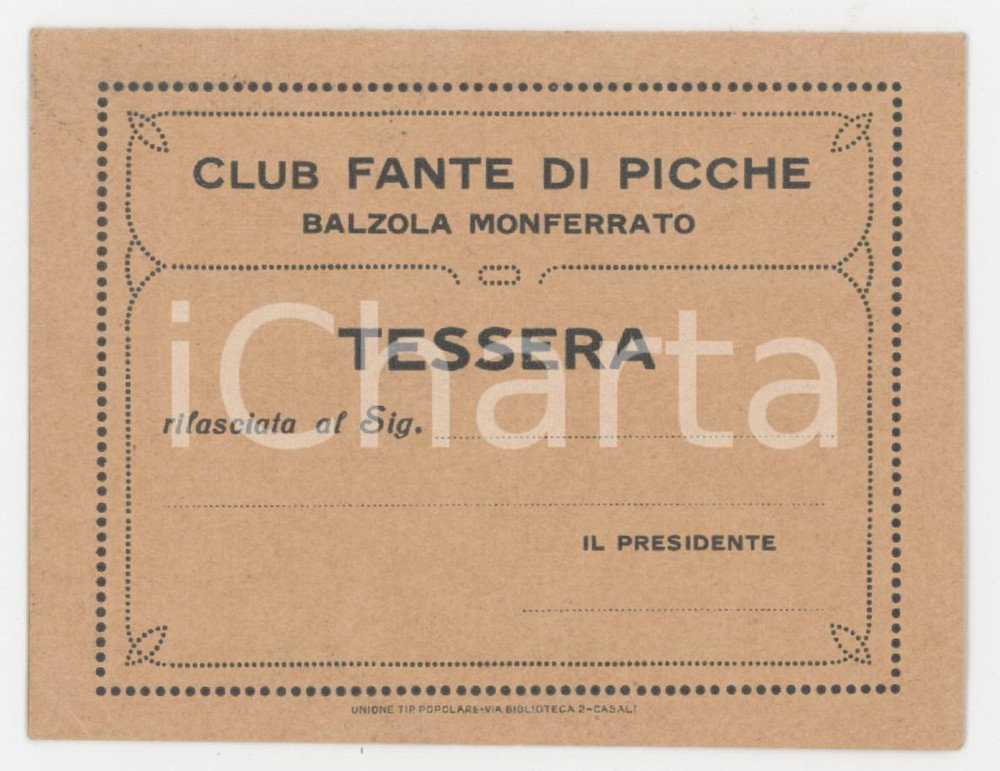 CLUB FANTE DI PICCHE
BALZOLA MONFERRATO
TESSERA
iCharta
rilasciata al Sig.
IL PRESIDENTE
UNIONE TIP POPOLARE-VIA BIBLIOTECA 2-CASALE